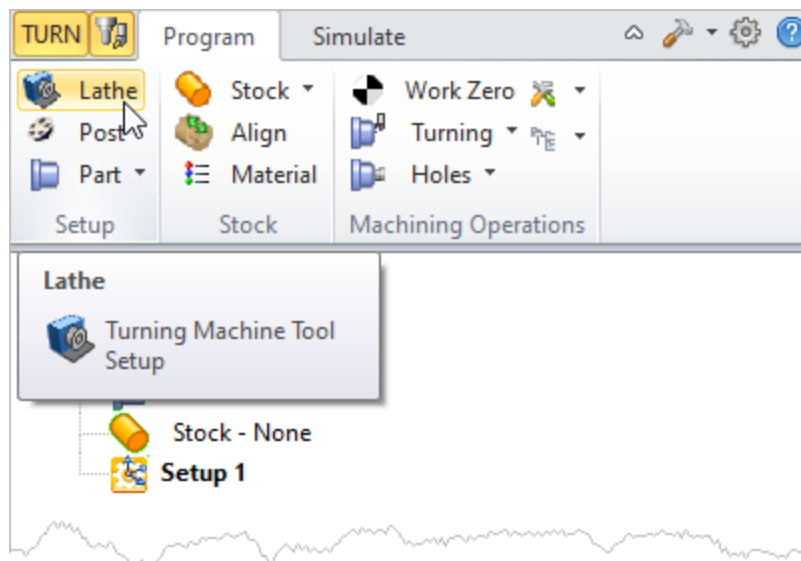 TURN Program Simulate
Lathe Stock Work Zero
Post Align Turning
Part Material Holes
Setup Stock Machining Operations
Lathe
Turning Machine Tool
Setup
Stock - None
Setup 1